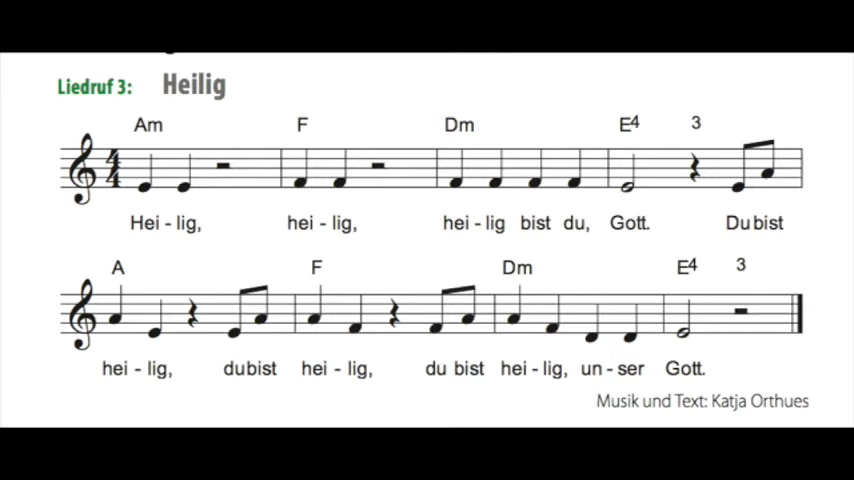 Liedruf 3: Heilig
Am F Dm E4 3
4
4
Hei - lig, hei - lig, hei - lig bist du, Gott. Du bist
A F Dm E4 3
hei - lig, du bist hei - lig, du bist hei - lig, un - ser Gott.
Musik und Text: Katja Orthues